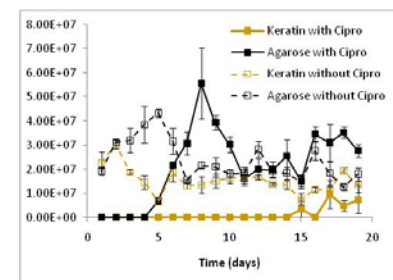 8.00E+07
7.00E+07
6.00E+07
5.00E+07
4.00E+07
3.00E+07
2.00E+07
1.00E+07
0.00E+00
Keratin with Cipro
Agarose with Cipro
Keratin without Cipro
Agarose without Cipro
0 5 10 15 20
Time (days)